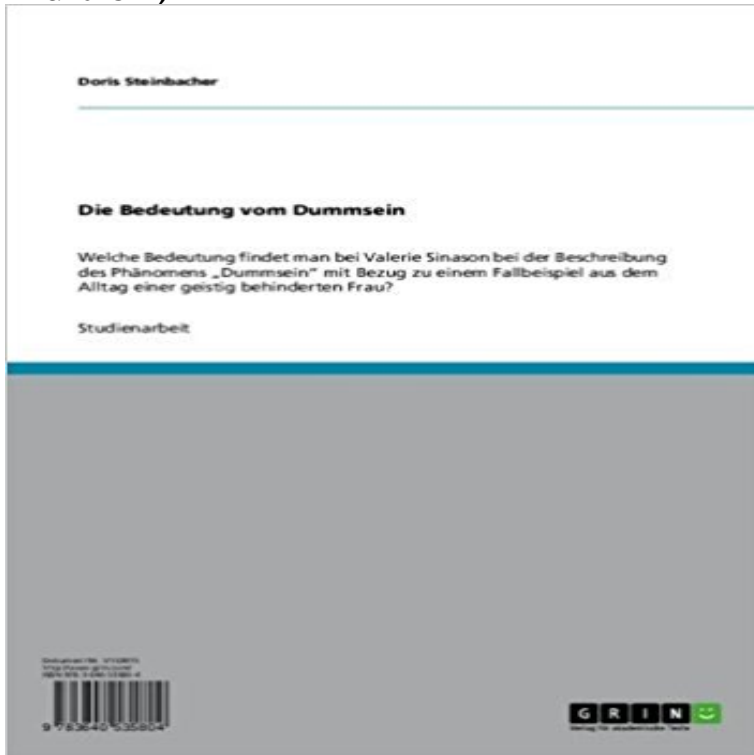 Doris Steinbacher
Die Bedeutung vom Dummsein
Welche Bedeutung findet man bei Valerie Sinason bei der Beschreibung
des Phänomens „Dummsein“ mit Bezug zu einem Fallbeispiel aus dem
Alltag einer geistig behinderten Frau?
Studienarbeit
9 783640 535804
GRIN